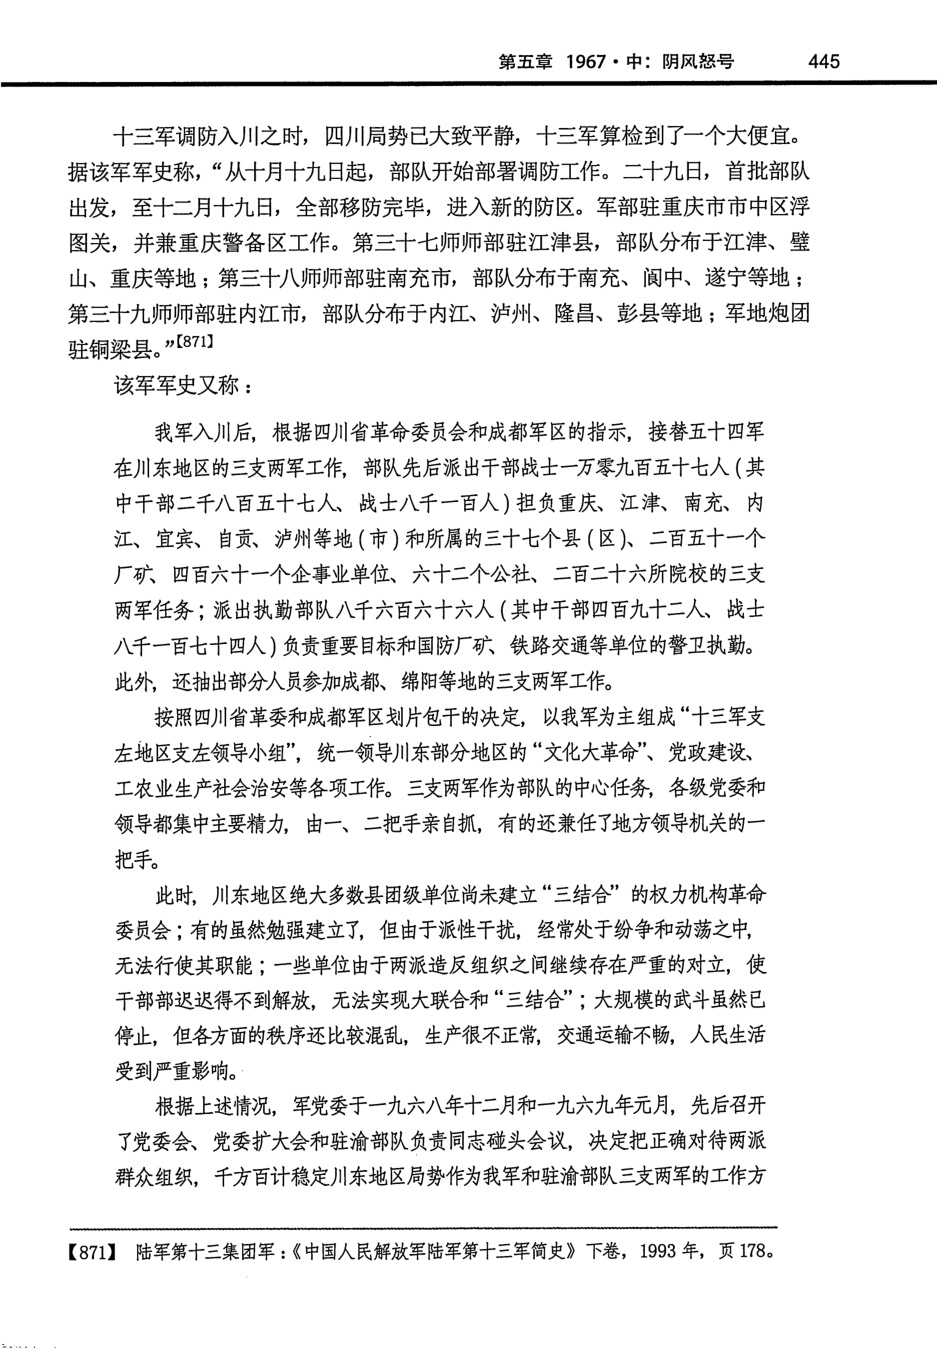 第五章 1967·中：阴风怒号 445
十三军调防入川之时，四川局势已大致平静，十三军算检到了一个大便宜。
据该军军史称，“从十月十九日起，部队开始部署调防工作。二十九日，首批部队
出发，至十二月十九日，全部移防完毕，进入新的防区。军部驻重庆市市中区浮
图关，并兼重庆警备区工作。第三十七师师部驻江津县，部队分布于江津、璧
山、重庆等地；第三十八师师部驻南充市，部队分布于南充、阆中、遂宁等地；
第三十九师师部驻内江市，部队分布于内江、泸州、隆昌、彭县等地；军地炮团
驻铜梁县。”【871】
该军军史又称：
我军入川后，根据四川省革命委员会和成都军区的指示，接替五十四军
在川东地区的三支两军工作，部队先后派出干部战士一万零九百五十七人（其
中干部二千八百五十七人、战士八千一百人）担负重庆、江津、南充、内
江、宜宾、自贡、泸州等地（市）和所属的三十七个县（区）、二百五十一个
厂矿、四百六十一个企事业单位、六十二个公社、二百二十六所院校的三支
两军任务；派出执勤部队八千六百六十六人（其中干部四百九十二人、战士
八千一百七十四人）负责重要目标和国防厂矿、铁路交通等单位的警卫执勤。
此外，还抽出部分人员参加成都、绵阳等地的三支两军工作。
按照四川省革委和成都军区划片包干的决定，以我军为主组成“十三军支
左地区支左领导小组”，统一领导川东部分地区的“文化大革命”、党政建设、
工农业生产社会治安等各项工作。三支两军作为部队的中心任务，各级党委和
领导都集中主要精力，由一、二把手亲自抓，有的还兼任了地方领导机关的一
把手。
此时，川东地区绝大多数县团级单位尚未建立“三结合”的权力机构革命
委员会；有的虽然勉强建立了，但由于派性干扰，经常处于纷争和动荡之中，
无法行使其职能；一些单位由于两派造反组织之间继续存在严重的对立，使
干部部迟迟得不到解放，无法实现大联合和“三结合”；大规模的武斗虽然已
停止，但各方面的秩序还比较混乱，生产很不正常，交通运输不畅，人民生活
受到严重影响。
根据上述情况，军党委于一九六八年十二月和一九六九年元月，先后召开
了党委会、党委扩大会和驻渝部队负责同志碰头会议，决定把正确对待两派
群众组织，千方百计稳定川东地区局势作为我军和驻渝部队三支两军的工作方
【871】 陆军第十三集团军：《中国人民解放军陆军第十三军简史》下卷，1993 年，页 178。